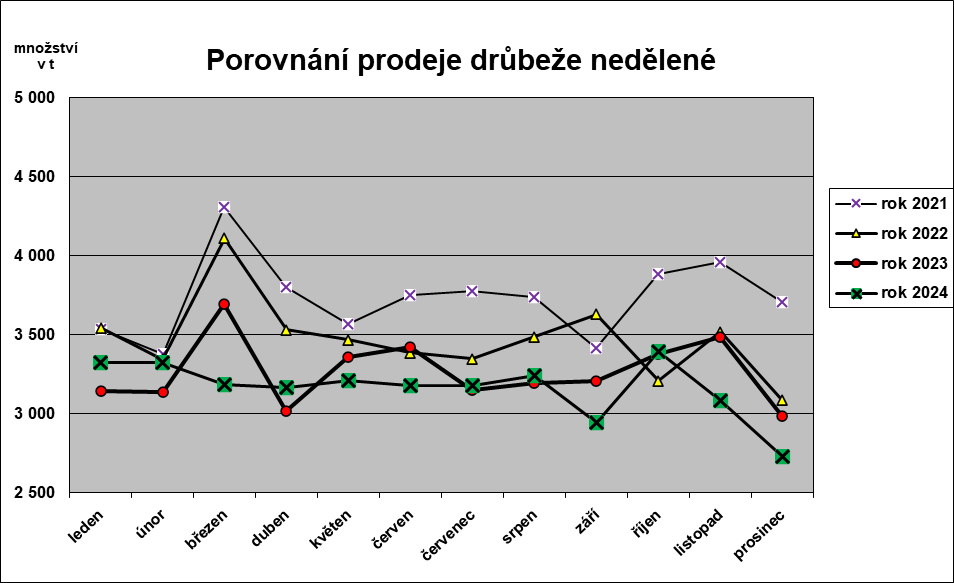 množství
v t
Porovnání prodeje drůbeže nedělené
5 000
4 500
4 000
3 500
3 000
2 500
leden
únor
březen
duben
květen
červen
červenec
srpen
září
říjen
listopad
prosinec
rok 2021
rok 2022
rok 2023
rok 2024